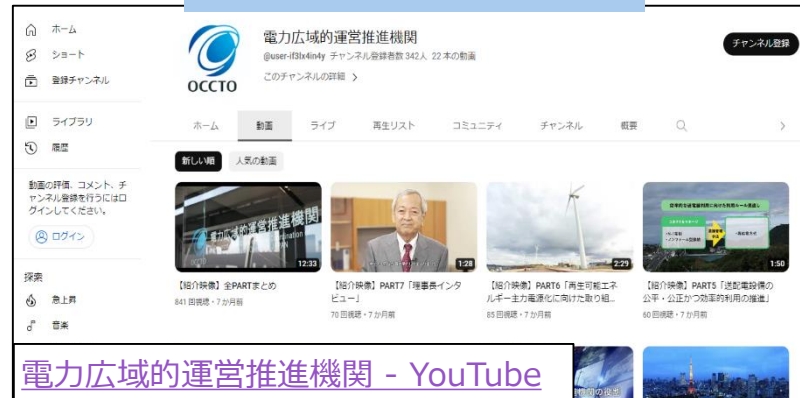 ホーム
ショート
登録チャンネル
ライブラリ
履歴
動画の評価、コメント、チ
ャンネル登録を行うにはロ
グインしてください。
ログイン
探索
急上昇
音楽
OCCTO
電力広域的運営推進機関
@user-if3lx4in4y チャンネル登録者数 342人 22 本の動画
このチャンネルの詳細
チャンネル登録
ホーム 動画 ライブ 再生リスト コミュニティ チャンネル 概要
新しい順 人気の動画
電力広域的運営推進機関
12:33
【紹介映像】全PARTまとめ
841 回視聴・7 か月前
1:28
【紹介映像】PART7「理事長インタ
ビュー」
70 回視聴・7 か月前
2:29
【紹介映像】PART6「再生可能エネ
ルギー主力電源化に向けた取り組...
85 回視聴・7 か月前
1:50
【紹介映像】PART5「送配電設備の
公平・公正かつ効率的利用の推進」
60 回視聴・7 か月前
電力広域的運営推進機関 - YouTube